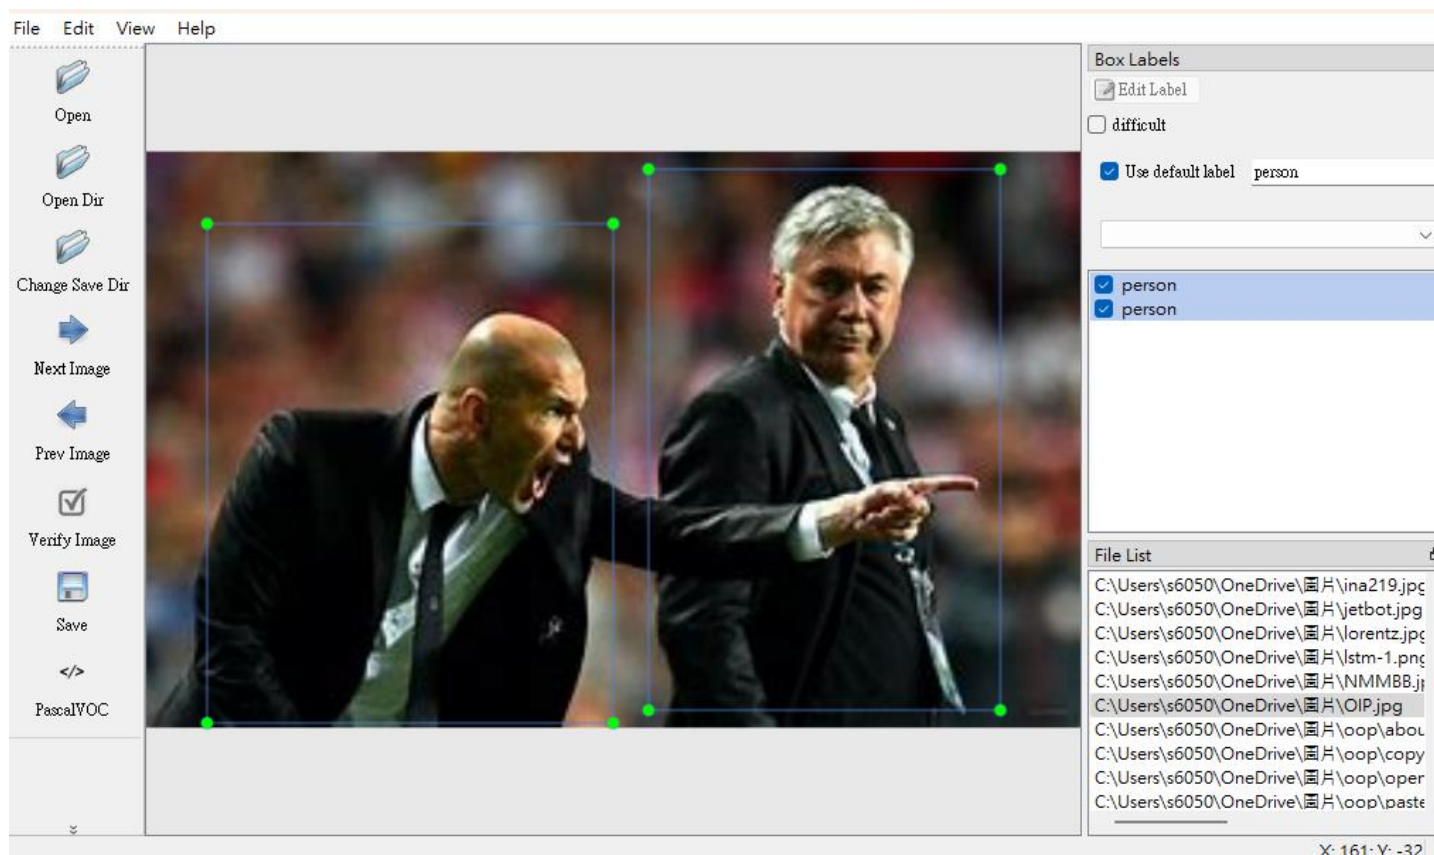 File Edit View Help
Open
Open Dir
Change Save Dir
Next Image
Prev Image
Verify Image
Save
</>
PascalVOC
Box Labels
Edit Label
difficult
Use default label person
person
person
File List
C:\Users\s6050\OneDrive\圖片\ina219.jpg
C:\Users\s6050\OneDrive\圖片\jetbot.jpg
C:\Users\s6050\OneDrive\圖片\lorentz.jpg
C:\Users\s6050\OneDrive\圖片\lstm-1.png
C:\Users\s6050\OneDrive\圖片\NMMBB.j
C:\Users\s6050\OneDrive\圖片\OIP.jpg
C:\Users\s6050\OneDrive\圖片\oop\abou
C:\Users\s6050\OneDrive\圖片\oop\copy
C:\Users\s6050\OneDrive\圖片\oop\oper
C:\Users\s6050\OneDrive\圖片\oop\paste
X: 161; Y: -32